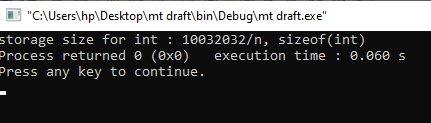 "C:\Users\hp\Desktop\mt draft\bin\Debug\mt draft.exe"
storage size for int : 10032032/n, sizeof(int)
Process returned 0 (0x0)   execution time : 0.060 s
Press any key to continue.